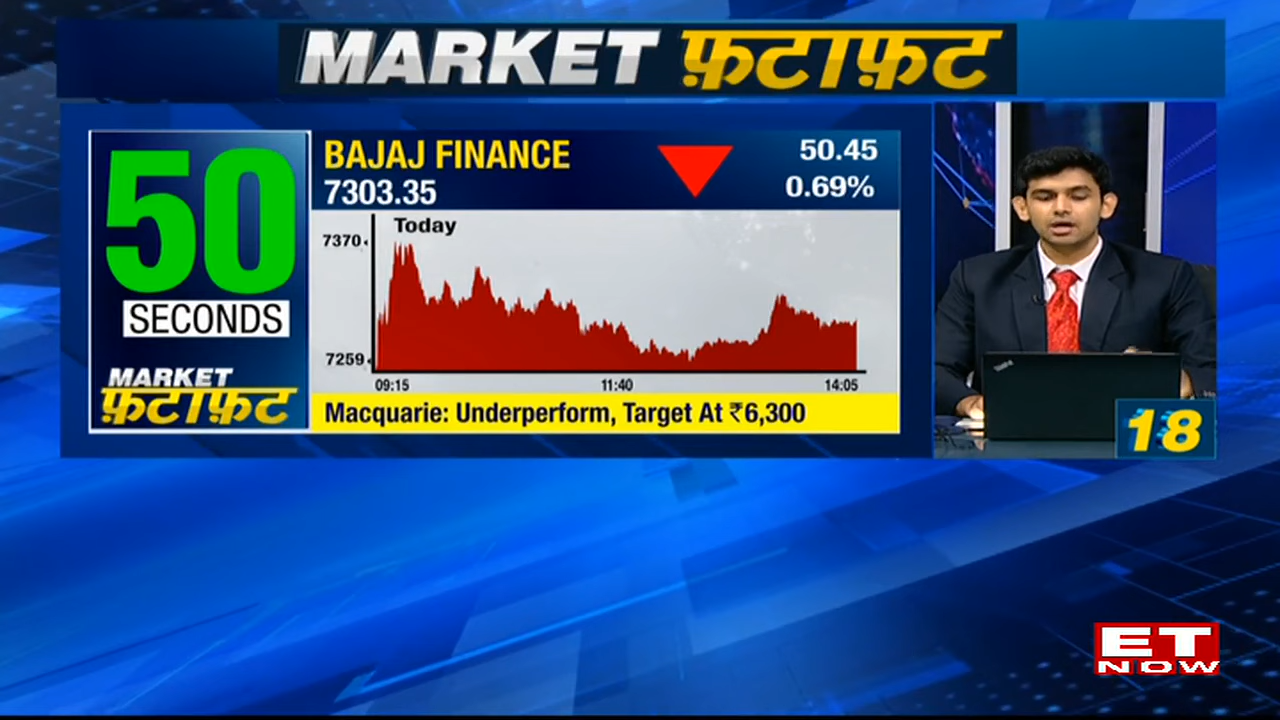 MARKET फ़टाफ़ट
50
SECONDS
MARKET
फ़टाफ़ट
BAJAJ FINANCE
7303.35
50.45
0.69%
Today
7370
7259
09:15 11:40 14:05
Macquarie: Underperform, Target At ₹6,300
ThinkPad
18
ET
NOW